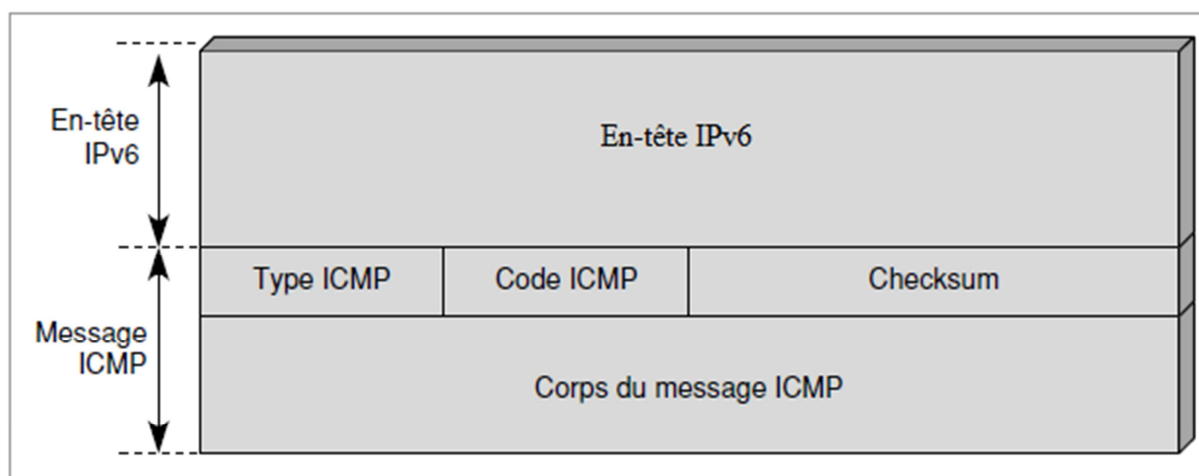 En-tête
IPv6
En-tête IPv6
Type ICMP
Code ICMP
Checksum
Message
ICMP
Corps du message ICMP